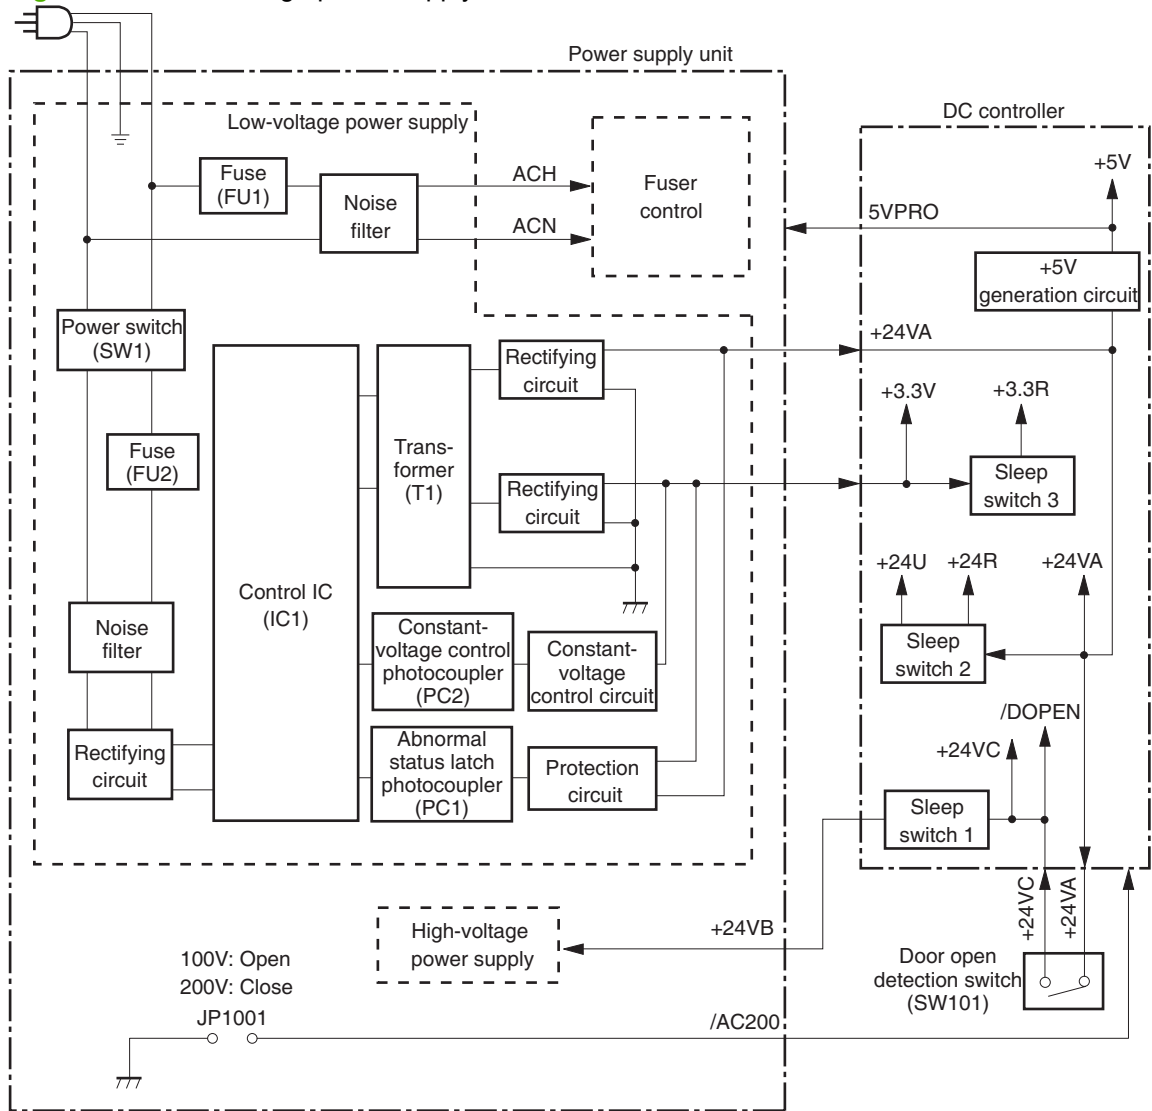 Power supply unit
Low-voltage power supply
DC controller
Fuse
(FU1)
Noise
filter
ACH
ACN
Fuser
control
5VPRO
+5V
+5V
generation circuit
Power switch
(SW1)
Fuse
(FU2)
Noise
filter
Rectifying
circuit
Control IC
(IC1)
Trans-
former
(T1)
Rectifying
circuit
Rectifying
circuit
Constant-
voltage control
photocoupler
(PC2)
Constant-
voltage
control circuit
Abnormal
status latch
photocoupler
(PC1)
Protection
circuit
+24VA
+3.3V
+3.3R
Sleep
switch 3
+24U
+24R
+24VA
Sleep
switch 2
/DOPEN
+24VC
Sleep
switch 1
+24VC
+24VA
High-voltage
power supply
+24VB
Door open
detection switch
(SW101)
100V: Open
200V: Close
JP1001
/AC200